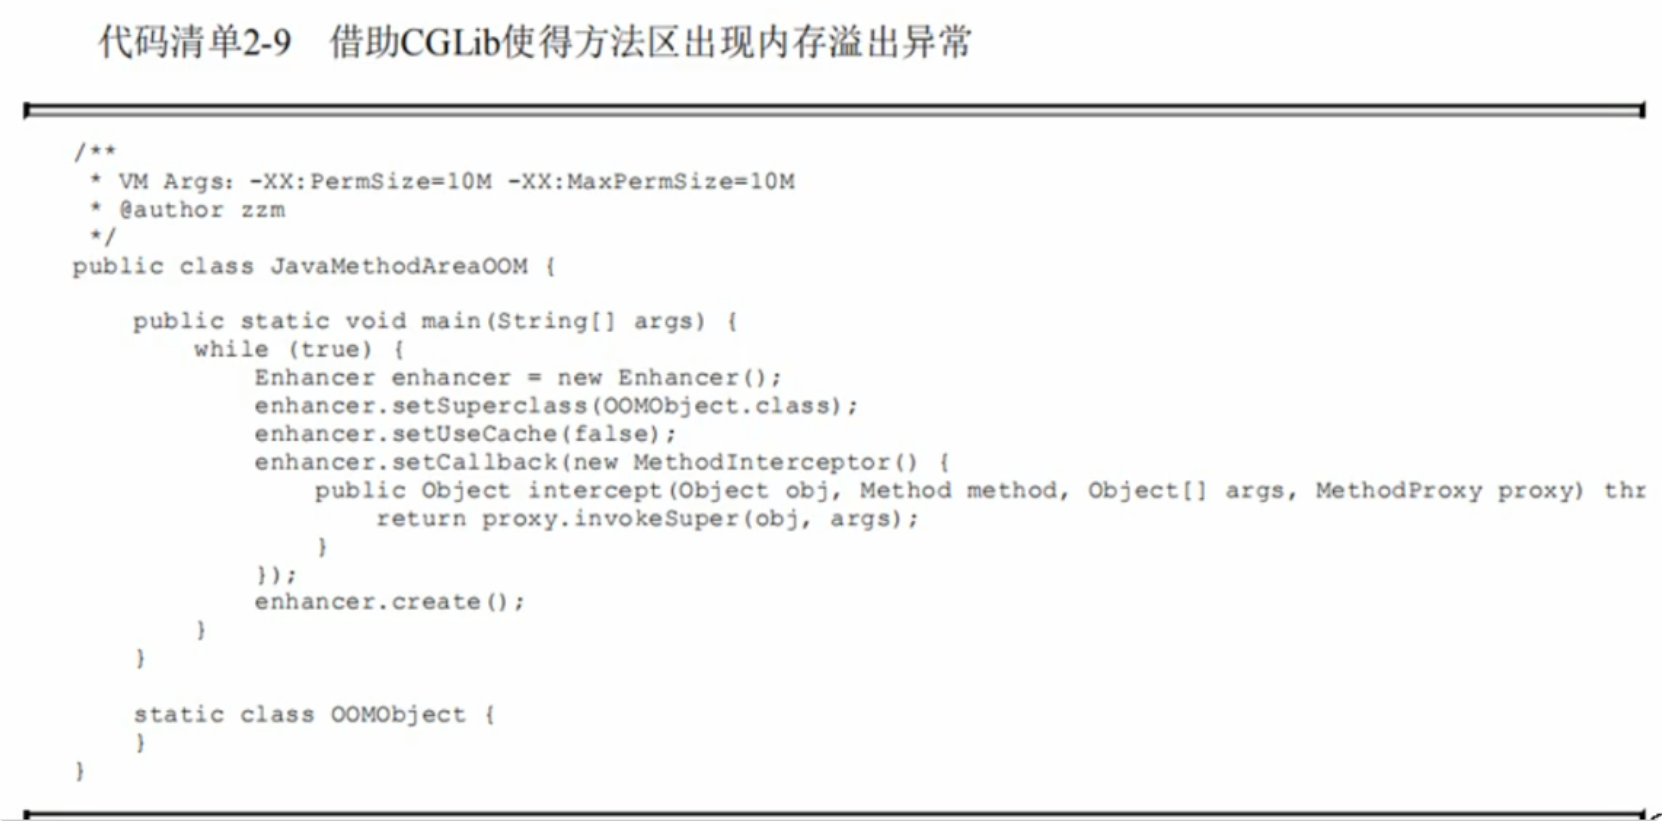 代码清单2-9 借助CGLib使得方法区出现内存溢出异常
/**
 * VM Args: -XX:PermSize=10M -XX:MaxPermSize=10M
 * @author zzm
 */
public class JavaMethodAreaOOM {
    public static void main(String[] args) {
        while (true) {
            Enhancer enhancer = new Enhancer();
            enhancer.setSuperclass(OOMObject.class);
            enhancer.setUseCache(false);
            enhancer.setCallback(new MethodInterceptor() {
                public Object intercept(Object obj, Method method, Object[] args, MethodProxy proxy) thr
                    return proxy.invokeSuper(obj, args);
                }
            });
            enhancer.create();
        }
    }
    static class OOMObject {
    }
}